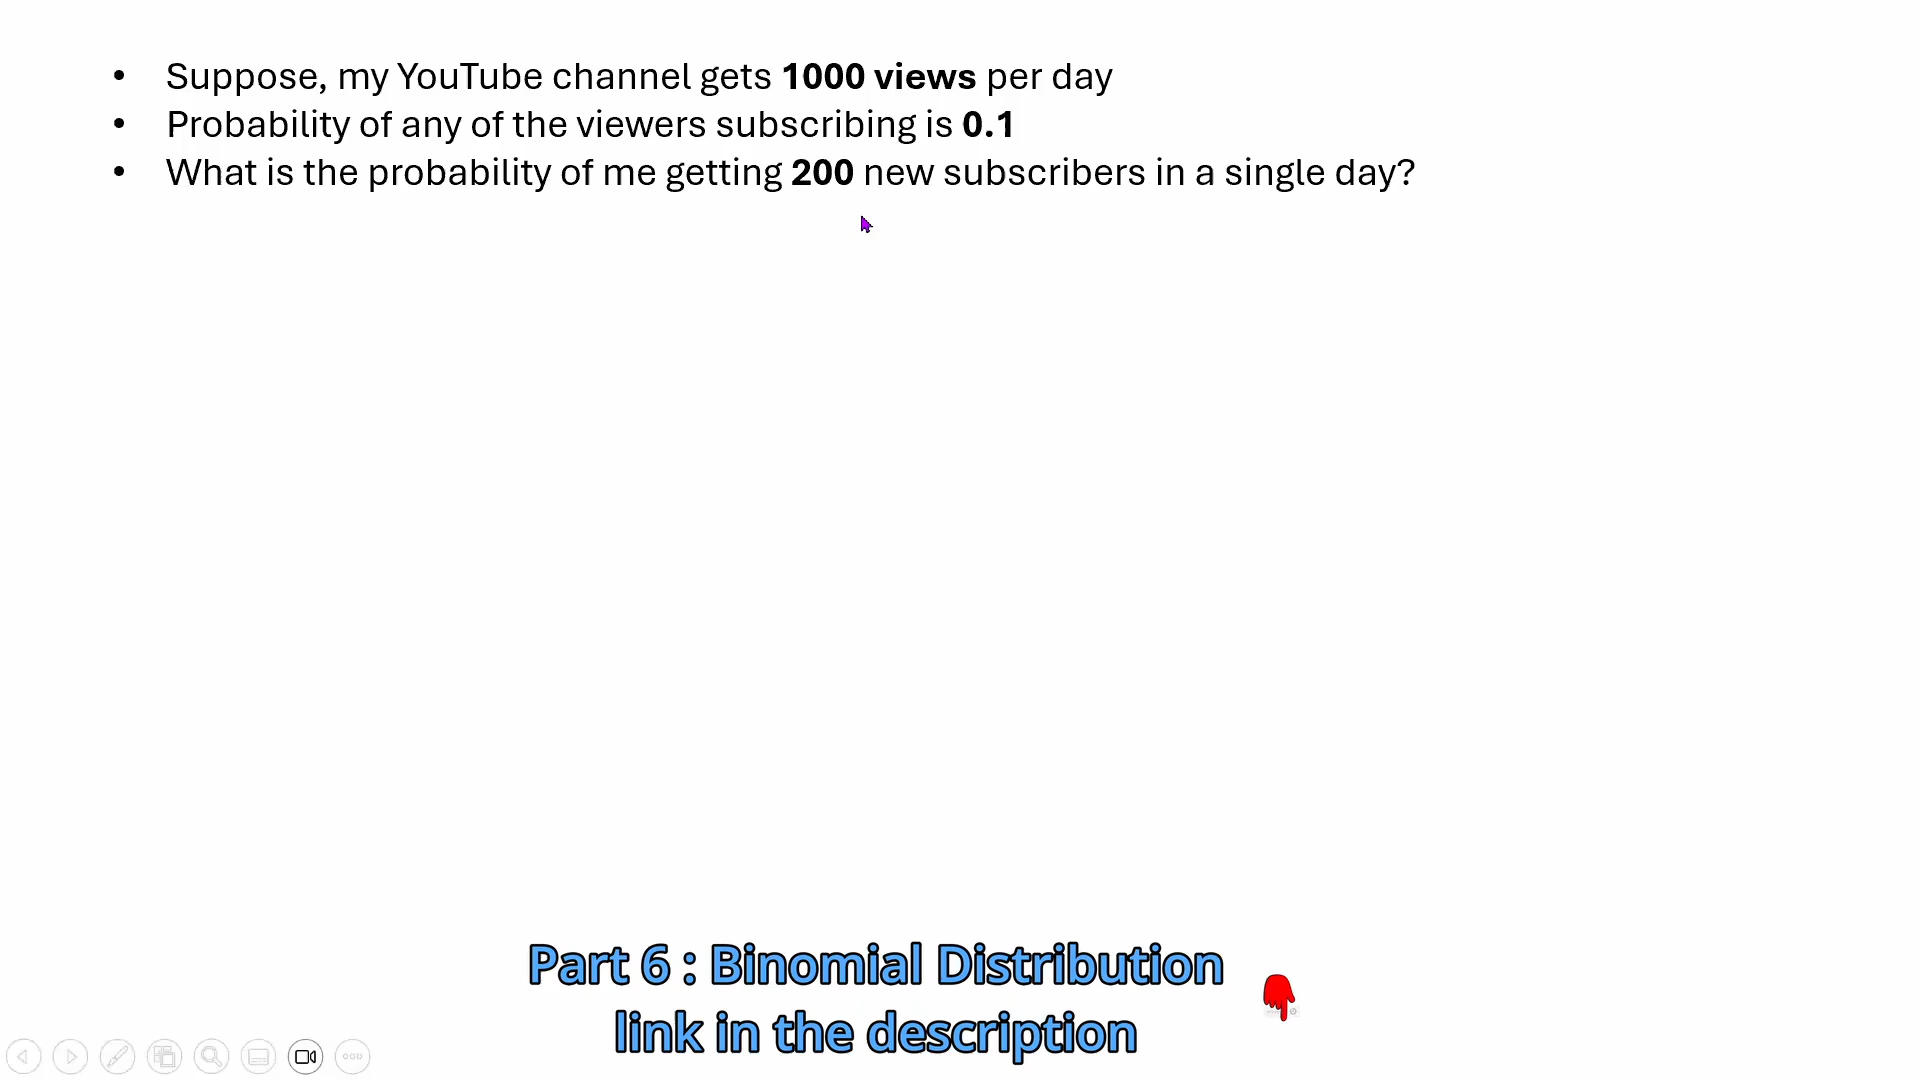 • Suppose, my YouTube channel gets 1000 views per day
• Probability of any of the viewers subscribing is 0.1
• What is the probability of me getting 200 new subscribers in a single day?
Part 6 : Binomial Distribution
link in the description